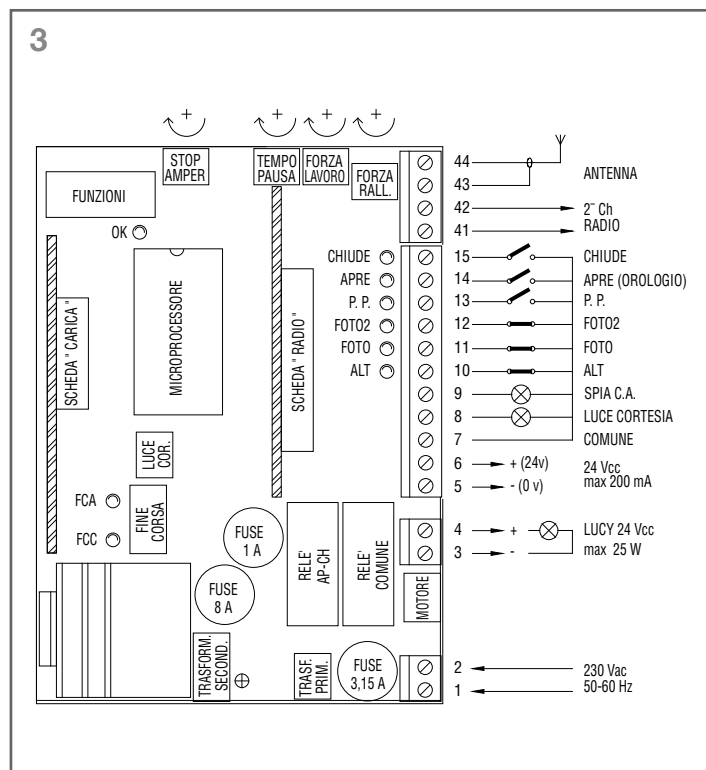 3
+ + + +
STOP
AMPER
TEMPO
PAUSA
FORZA
LAVORO
FORZA
RALL.
FUNZIONI
OK
SCHEDA " CARICA "
MICROPROCESSORE
SCHEDA " RADIO "
CHIUDE
APRE
P. P.
FOTO2
FOTO
ALT
LUCE
COR.
FCA
FCC
FINE
CORSA
FUSE
1 A
FUSE
8 A
RELE'
AP-CH
RELE'
COMUNE
MOTORE
TRASFORM.
SECOND.
TRASF.
PRIM.
FUSE
3,15 A
44
43
ANTENNA
42
41
2¯ Ch
RADIO
15 CHIUDE
14 APRE (OROLOGIO)
13 P. P.
12 FOTO2
11 FOTO
10 ALT
9 SPIA C.A.
8 LUCE CORTESIA
7 COMUNE
6 + (24v)
5 - (0 v)
24 Vcc
max 200 mA
4 + LUCY 24 Vcc
3 - max 25 W
2
1
230 Vac
50-60 Hz